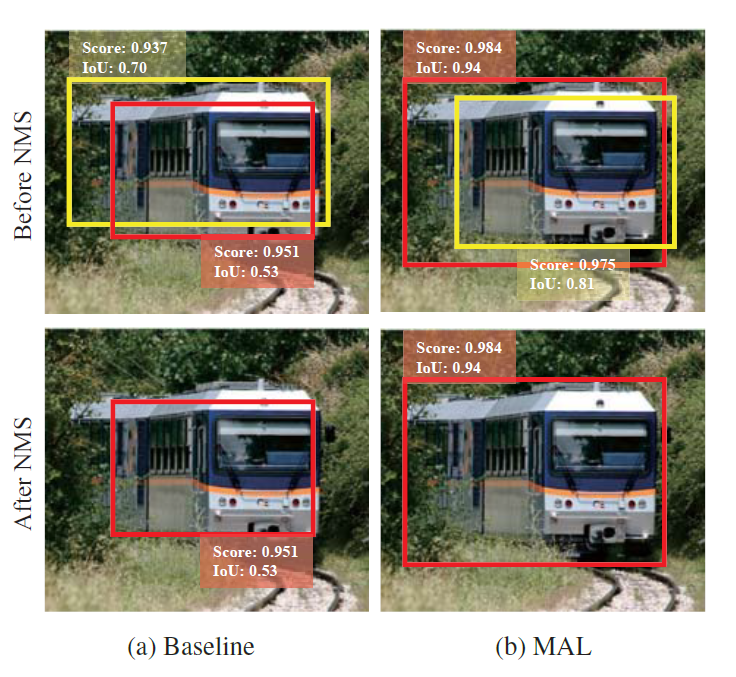 Before NMS
Score: 0.937
IoU: 0.70
Score: 0.951
IoU: 0.53
Score: 0.984
IoU: 0.94
Score: 0.975
IoU: 0.81
After NMS
Score: 0.951
IoU: 0.53
Score: 0.984
IoU: 0.94
(a) Baseline
(b) MAL